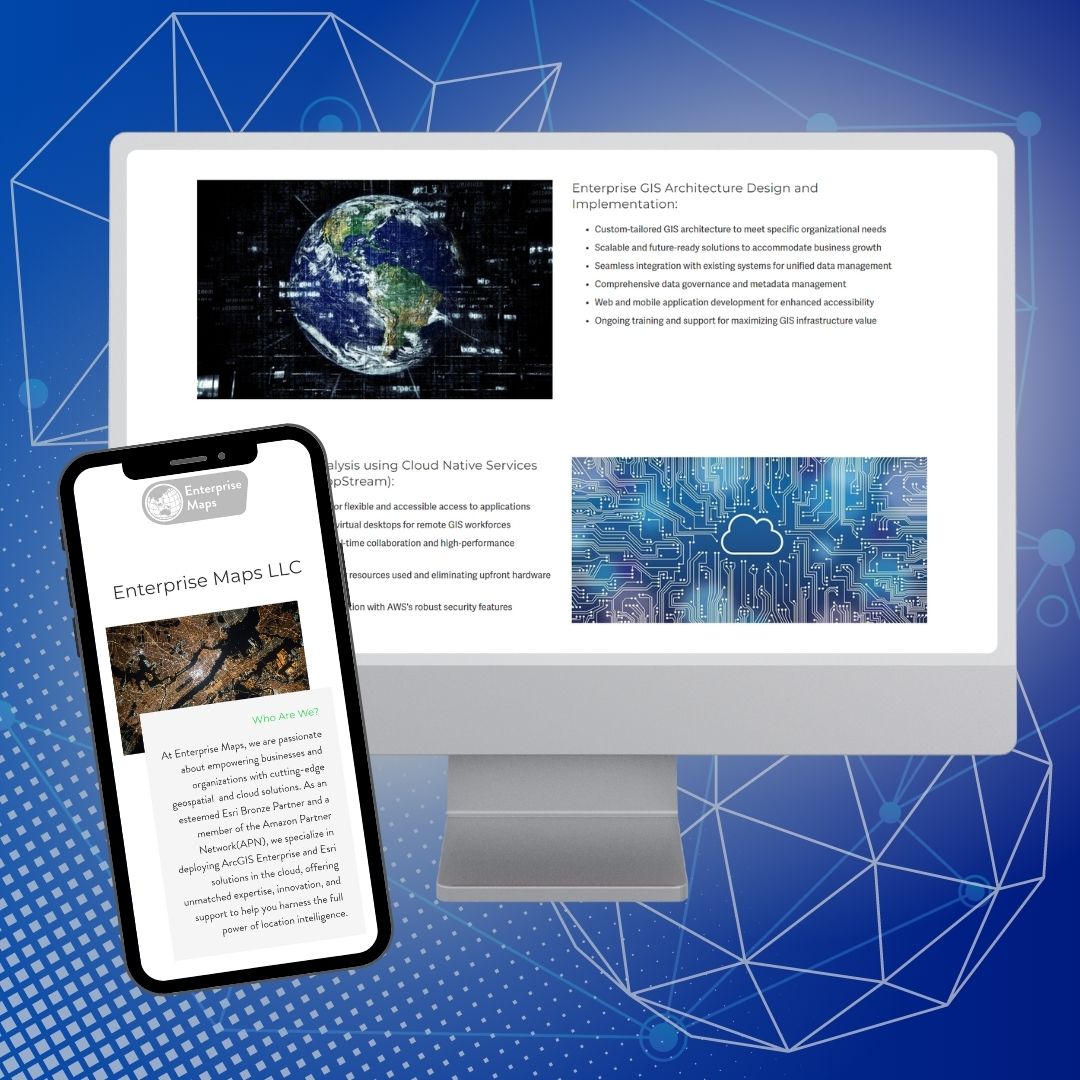 Enterprise GIS Architecture Design and
Implementation:
• Custom-tailored GIS architecture to meet specific organizational needs
• Scalable and future-ready solutions to accommodate business growth
• Seamless integration with existing systems for unified data management
• Comprehensive data governance and metadata management
• Web and mobile application development for enhanced accessibility
• Ongoing training and support for maximizing GIS infrastructure value
alysis using Cloud Native Services
pStream):
or flexible and accessible access to applications
virtual desktops for remote GIS workforces
l-time collaboration and high-performance
resources used and eliminating upfront hardware
tion with AWS's robust security features
Enterprise
Maps
Enterprise Maps LLC
Who Are We?
At Enterprise Maps, we are passionate
about empowering businesses and
organizations with cutting-edge
geospatial and cloud solutions. As an
esteemed Esri Bronze Partner and a
member of the Amazon Partner
Network(APN), we specialize in
deploying ArcGIS Enterprise and Esri
solutions in the cloud, offering
unmatched expertise, innovation, and
support to help you harness the full
power of location intelligence.